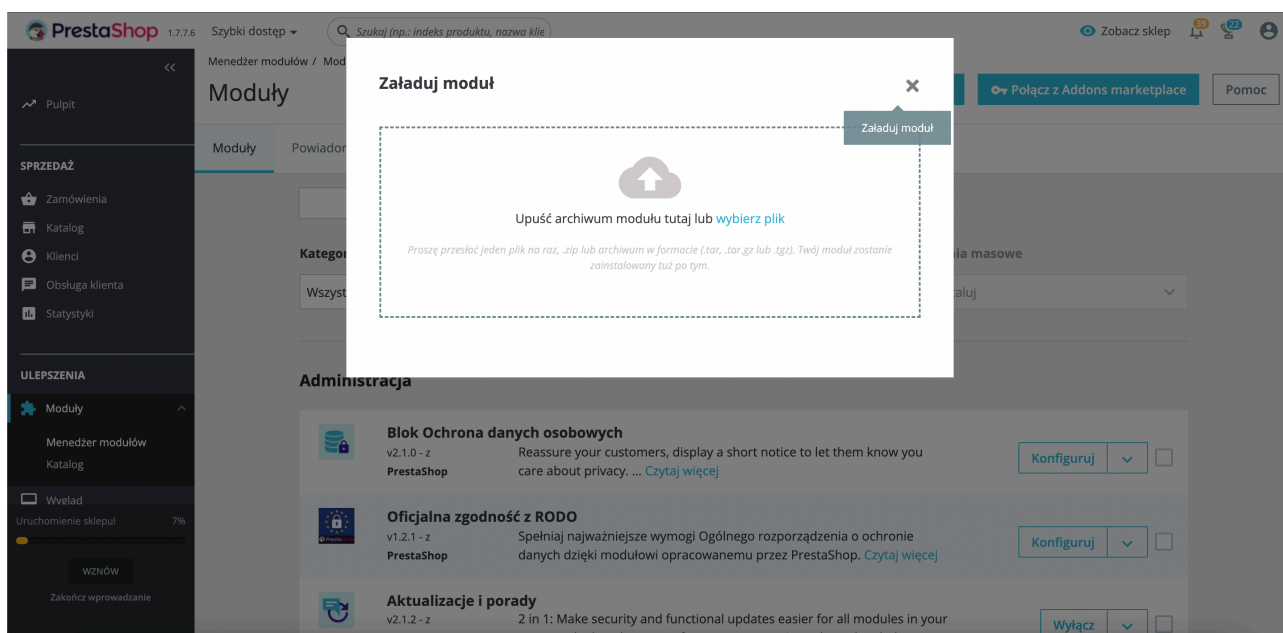 PrestaShop 1.7.7.6 Szybki dostęp Szukaj (np.: indeks produktu, nazwa klie Zobacz sklep 39 22
Menedżer modułów / Mod
Moduły
Połącz z Addons marketplace Pomoc
Moduły Powiador
Pulpit
SPRZEDAŻ
Zamówienia
Katalog
Klienci
Obsługa klienta
Statystyki
ULEPSZENIA
Moduły
Menedżer modułów
Katalog
Wygląd
Uruchomienie sklepu! 7%
WZNÓW
Zakończ wprowadzanie
Załaduj moduł
Załaduj moduł
Upuść archiwum modułu tutaj lub wybierz plik
Proszę przesłać jeden plik na raz, .zip lub archiwum w formacie (.tar, .tar.gz lub .tgz). Twój moduł zostanie
zainstalowany tuż po tym.
Kategor ia masowe
Wszyst taluj
Administracja
Blok Ochrona danych osobowych
v2.1.0 - z Reassure your customers, display a short notice to let them know you
PrestaShop care about privacy. ... Czytaj więcej
Konfiguruj
Oficjalna zgodność z RODO
v1.2.1 - z Spełniaj najważniejsze wymogi Ogólnego rozporządzenia o ochronie
PrestaShop danych dzięki modułowi opracowanemu przez PrestaShop. Czytaj więcej
Konfiguruj
Aktualizacje i porady
v2.1.2 - z 2 in 1: Make security and functional updates easier for all modules in your
Wyłącz